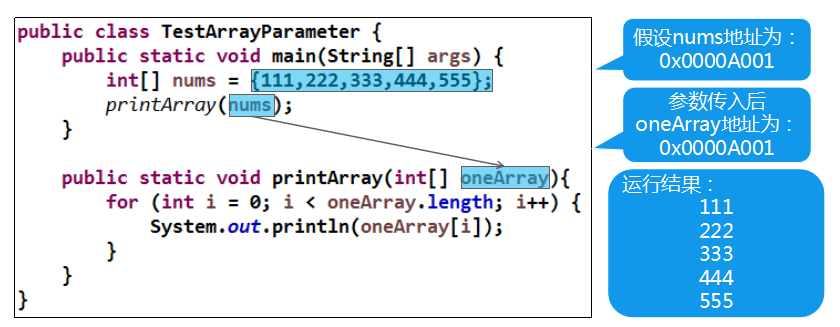 public class TestArrayParameter {
public static void main(String[] args) {
int[] nums = {111,222,333,444,555};
printArray(nums);
}
public static void printArray(int[] oneArray){
for (int i = 0; i < oneArray.length; i++) {
System.out.println(oneArray[i]);
}
}
}
假设nums地址为：
0x0000A001
参数传入后
oneArray地址为：
0x0000A001
运行结果：
111
222
333
444
555